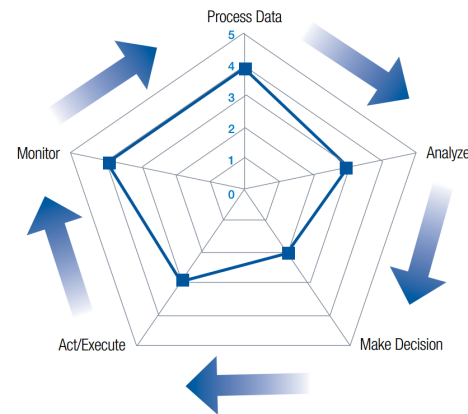 Process Data
5
4
3
2
1
0
Monitor
Analyze
Act/Execute
Make Decision